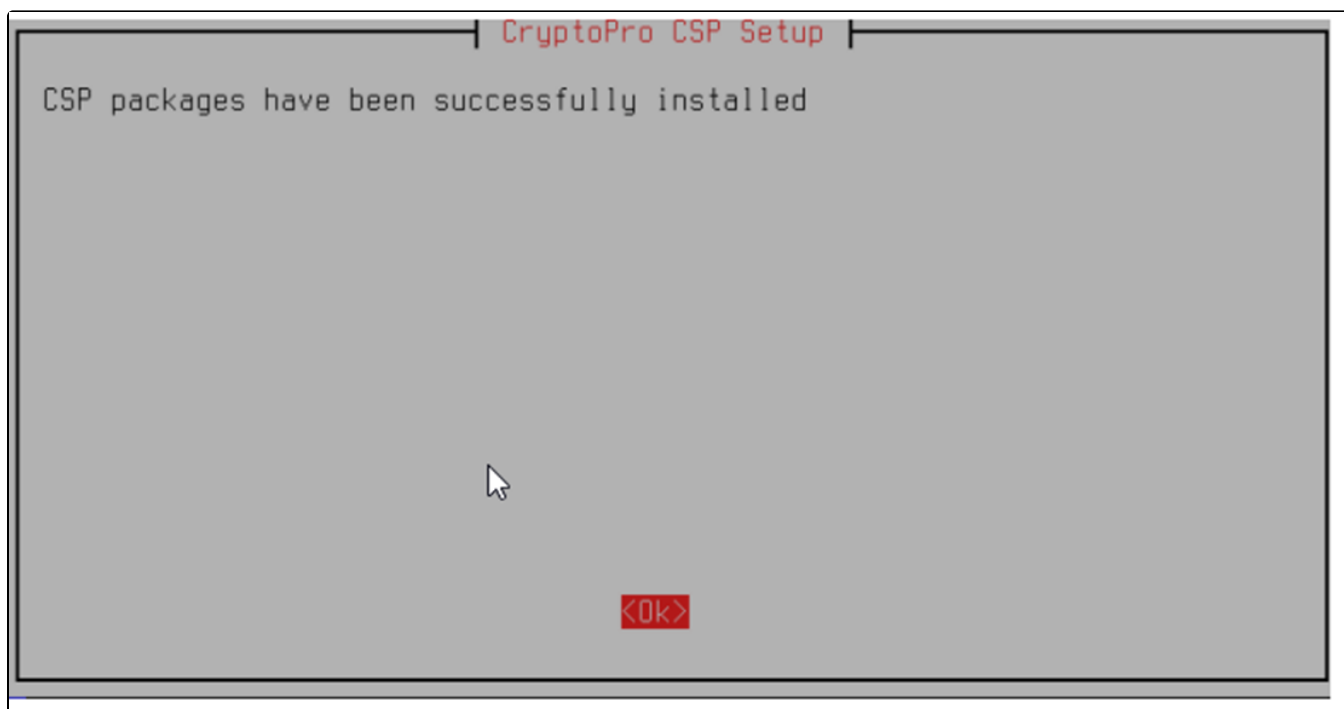 CryptoPro CSP Setup
CSP packages have been successfully installed
<Ok>